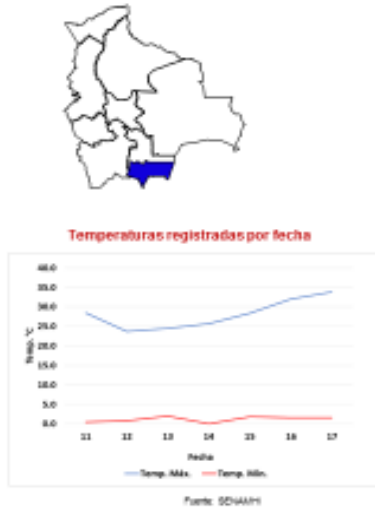 Temperaturas registradas por fecha
40.0
35.0
30.0
25.0
20.0
15.0
10.0
5.0
0.0
Temp. °C
11 12 13 14 15 16 17
Fecha
Temp. Máx. Temp. Mín.
Fuente: SENAMHI